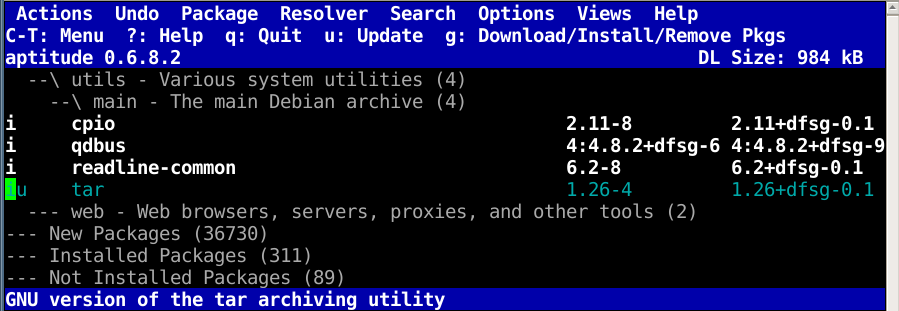 Actions  Undo  Package  Resolver  Search  Options  Views  Help
C-T: Menu  ?: Help  q: Quit  u: Update  g: Download/Install/Remove Pkgs
aptitude 0.6.8.2                                               DL Size: 984 kB
  --\ utils - Various system utilities (4)
    --\ main - The main Debian archive (4)
i     cpio                                         2.11-8         2.11+dfsg-0.1
i     qdbus                                        4:4.8.2+dfsg-6 4:4.8.2+dfsg-9
i     readline-common                              6.2-8          6.2+dfsg-0.1
iu    tar                                          1.26-4         1.26+dfsg-0.1
  --- web - Web browsers, servers, proxies, and other tools (2)
--- New Packages (36730)
--- Installed Packages (311)
--- Not Installed Packages (89)
GNU version of the tar archiving utility